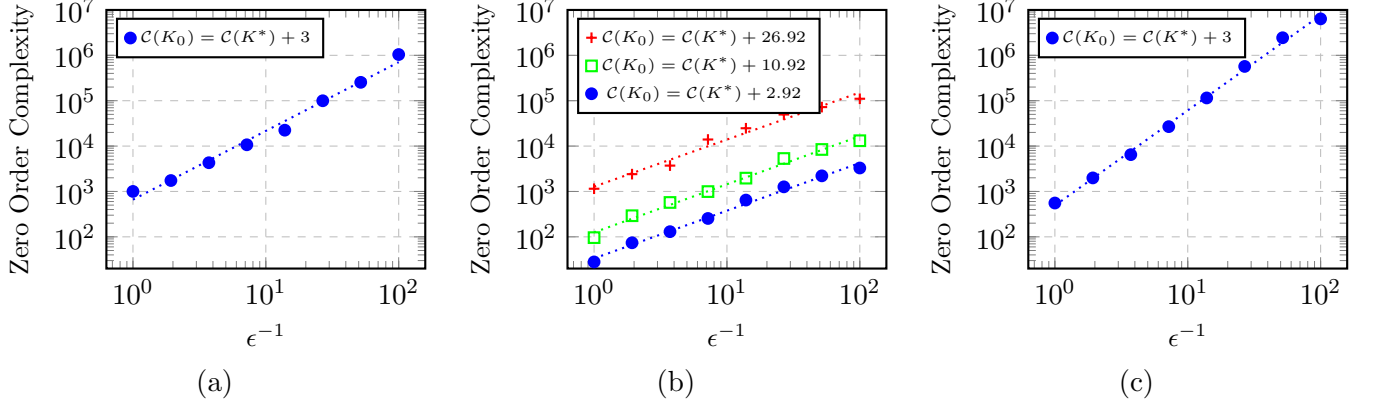 10^7
10^6
10^5
10^4
10^3
10^2
Zero Order Complexity
C(K_0) = C(K^*) + 3
10^0
10^1
10^2
ϵ^{-1}
(a)
10^7
10^6
10^5
10^4
10^3
10^2
Zero Order Complexity
C(K_0) = C(K^*) + 26.92
C(K_0) = C(K^*) + 10.92
C(K_0) = C(K^*) + 2.92
10^0
10^1
10^2
ϵ^{-1}
(b)
10^7
10^6
10^5
10^4
10^3
10^2
Zero Order Complexity
C(K_0) = C(K^*) + 3
10^0
10^1
10^2
ϵ^{-1}
(c)